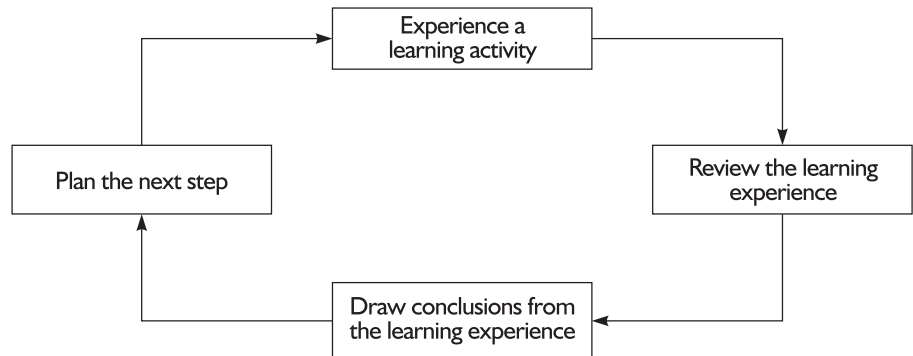 Experience a
learning activity
Review the learning
experience
Draw conclusions from
the learning experience
Plan the next step